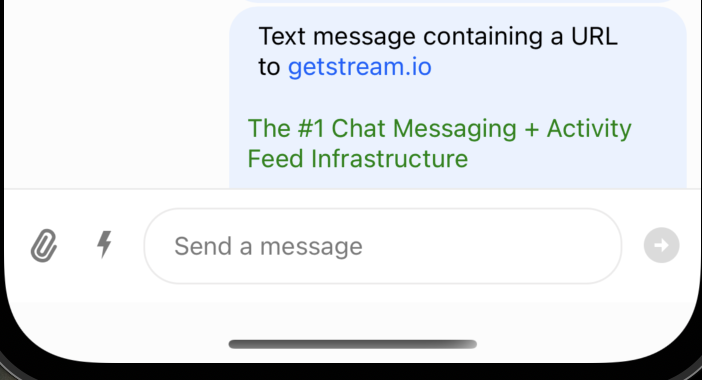 Text message containing a URL
to getstream.io
The #1 Chat Messaging + Activity
Feed Infrastructure
Send a message